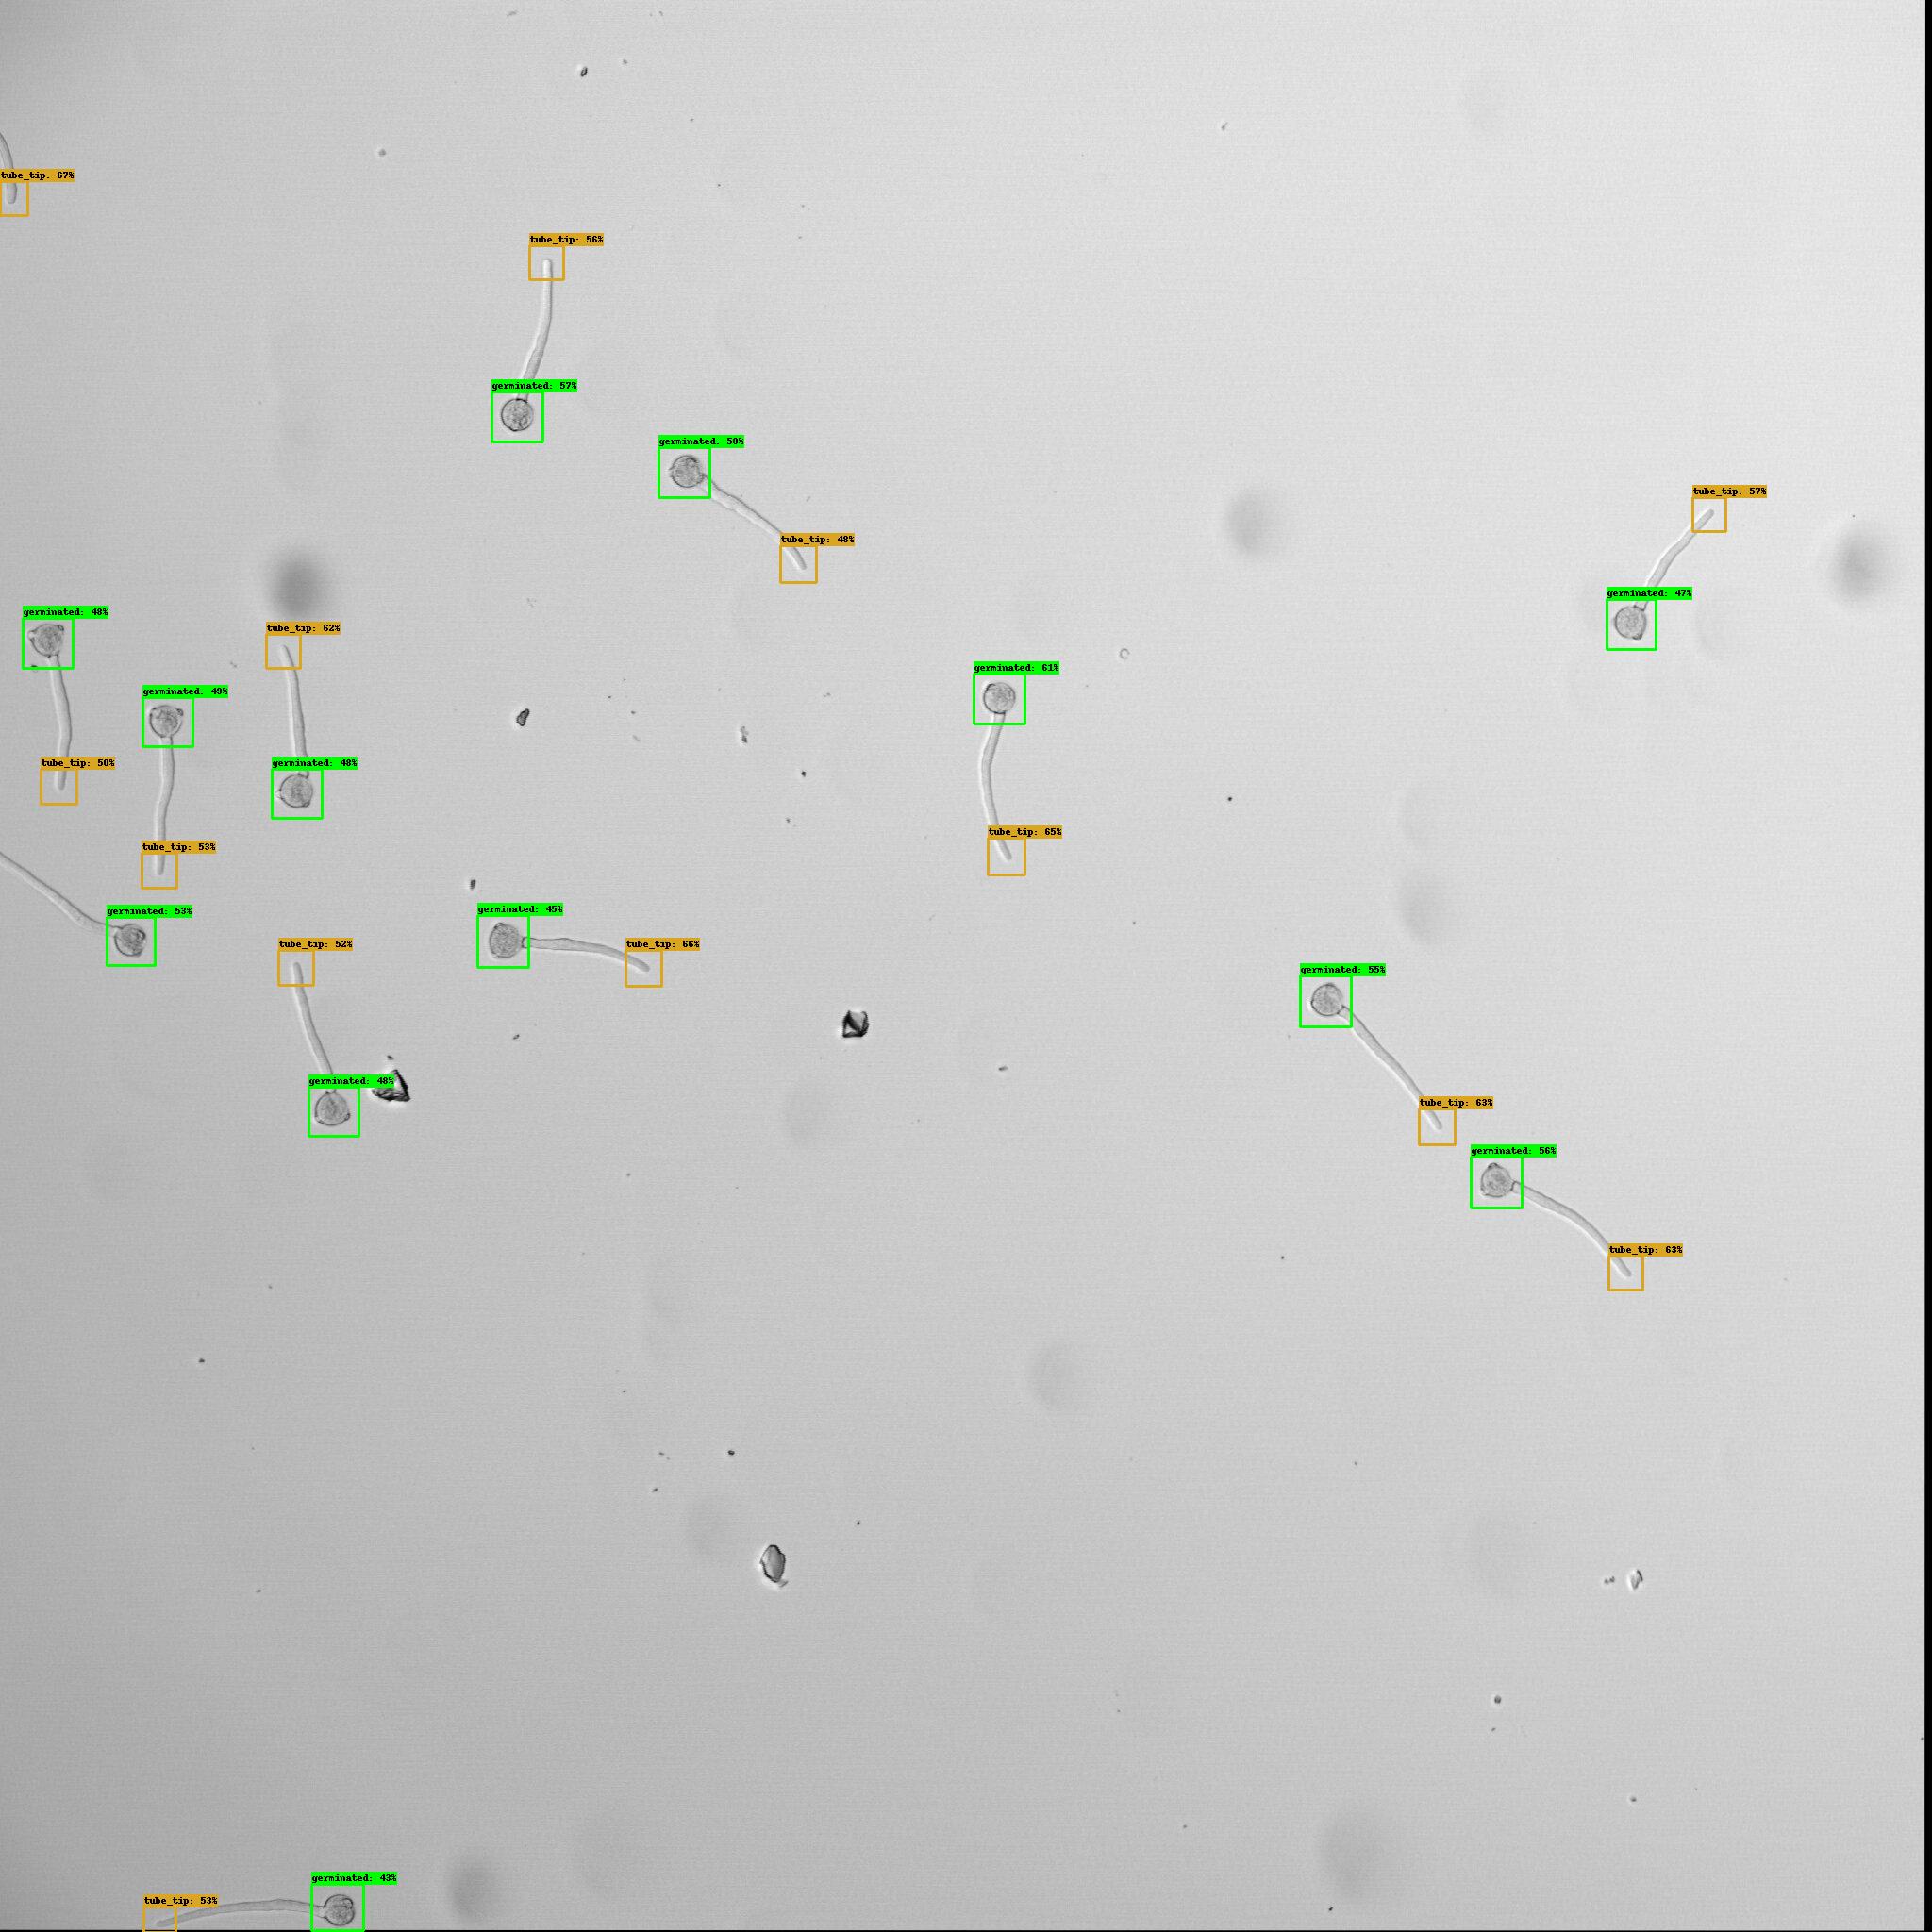 tube_tip: 67%
tube_tip: 56%
germinated: 57%
germinated: 50%
tube_tip: 57%
tube_tip: 48%
germinated: 47%
germinated: 48%
tube_tip: 62%
germinated: 61%
germinated: 49%
tube_tip: 50%
germinated: 48%
tube_tip: 65%
tube_tip: 53%
germinated: 53%
germinated: 45%
tube_tip: 52%
tube_tip: 66%
germinated: 55%
germinated: 48%
tube_tip: 63%
germinated: 56%
tube_tip: 63%
germinated: 43%
tube_tip: 53%